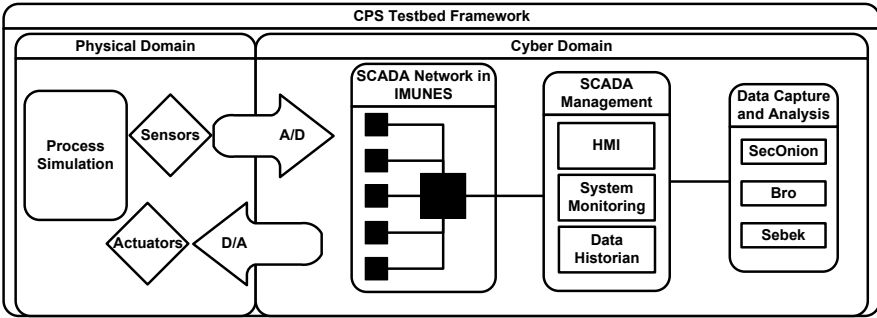 CPS Testbed Framework
Physical Domain
Cyber Domain
Process
Simulation
Sensors
Actuators
A/D
D/A
SCADA Network in
IMUNES
SCADA
Management
HMI
System
Monitoring
Data
Historian
Data Capture
and Analysis
SecOnion
Bro
Sebek